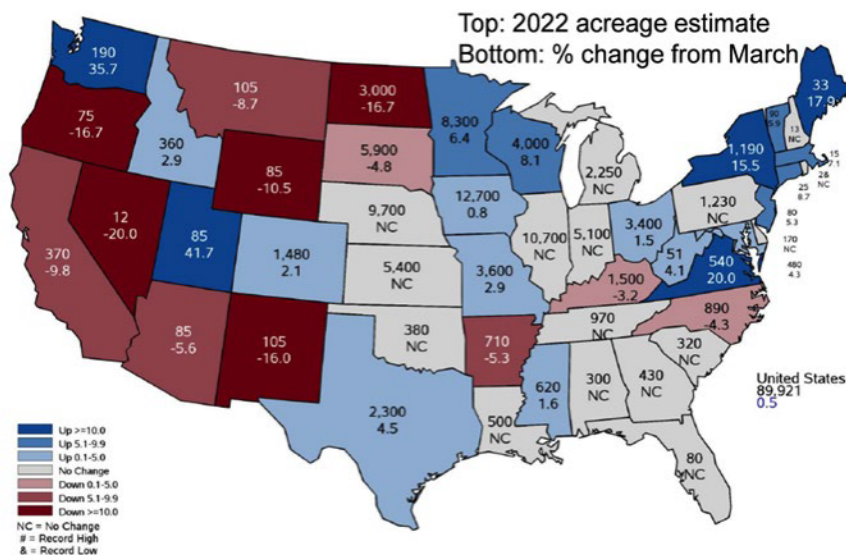 Top: 2022 acreage estimate
Bottom: % change from March
190
35.7
105
-8.7
3,000
-16.7
8,300
6.4
33
17.9
75
-16.7
360
2.9
85
-10.5
5,900
-4.8
4,000
8.1
2,250
NC
1,190
15.5
90
5.9
13
NC
15
7.1
28
NC
25
8.7
12
-20.0
85
41.7
1,480
2.1
9,700
NC
12,700
0.8
10,700
NC
5,100
NC
3,400
1.5
1,230
NC
80
5.3
170
NC
480
4.3
370
-9.8
5,400
NC
3,600
2.9
1,500
-3.2
51
4.1
540
20.0
85
-5.6
105
-16.0
380
NC
710
-5.3
970
NC
890
-4.3
2,300
4.5
500
NC
620
1.6
300
NC
430
NC
320
NC
80
NC
United States
89,921
0.5
Up >=10.0
Up 5.1-9.9
Up 0.1-5.0
No Change
Down 0.1-5.0
Down 5.1-9.9
Down >=10.0
NC = No Change
# = Record High
& = Record Low